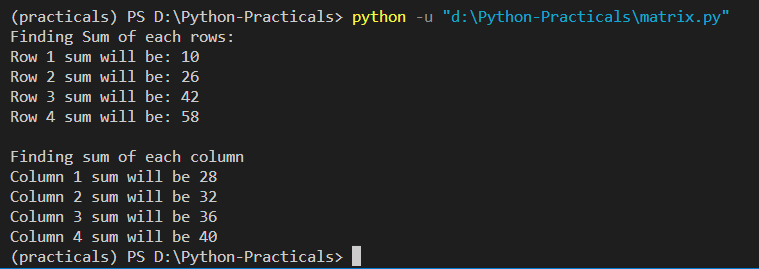 (practicals) PS D:\Python-Practicals> python -u "d:\Python-Practicals\matrix.py"
Finding Sum of each rows:
Row 1 sum will be: 10
Row 2 sum will be: 26
Row 3 sum will be: 42
Row 4 sum will be: 58

Finding sum of each column
Column 1 sum will be 28
Column 2 sum will be 32
Column 3 sum will be 36
Column 4 sum will be 40
(practicals) PS D:\Python-Practicals>